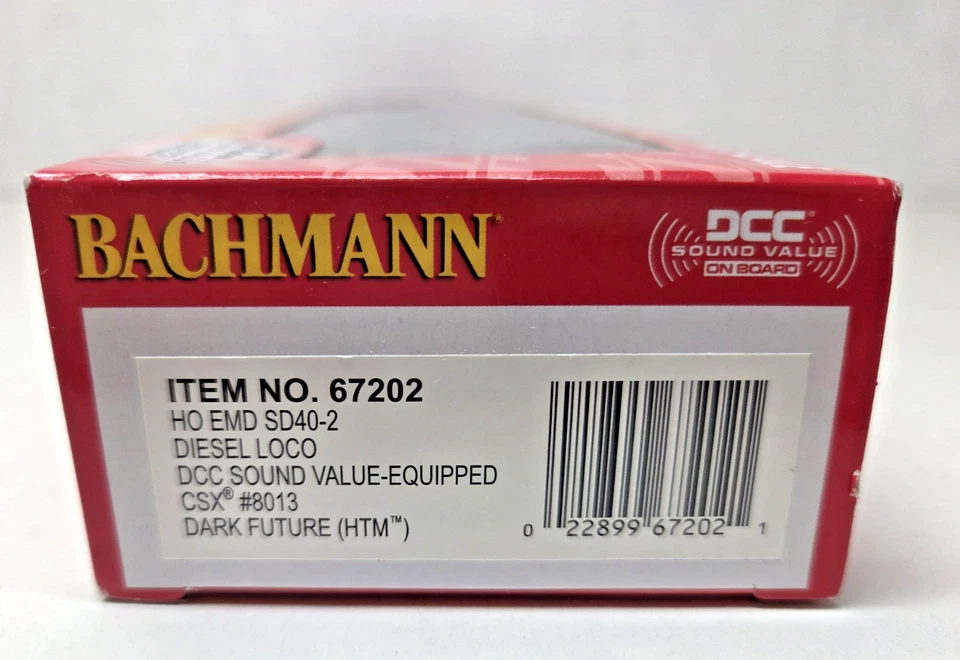 BACHMANN®
DCC®
SOUND VALUE
ON BOARD
ITEM NO. 67202
HO EMD SD40-2
DIESEL LOCO
DCC SOUND VALUE-EQUIPPED
CSX® #8013
DARK FUTURE (HTM™)
0 22899 67202 1